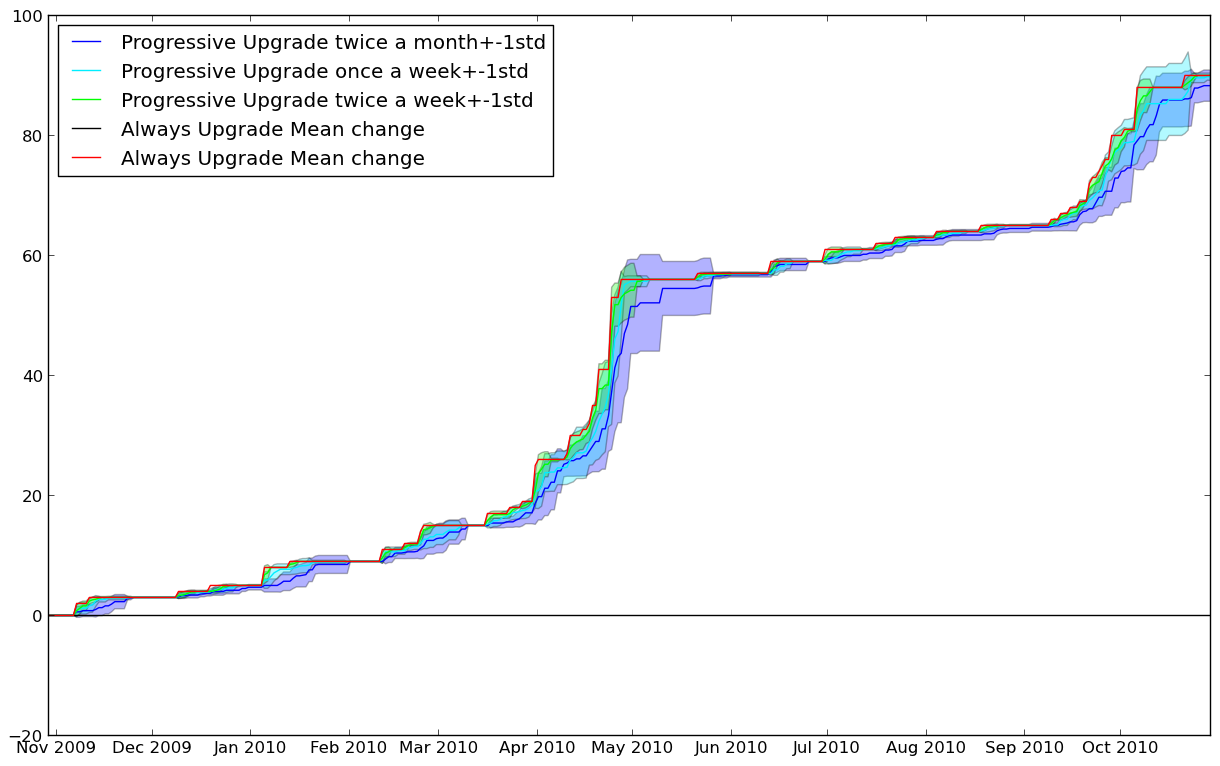 100
80
60
40
20
0
−20
Progressive Upgrade twice a month+-1std
Progressive Upgrade once a week+-1std
Progressive Upgrade twice a week+-1std
Always Upgrade Mean change
Always Upgrade Mean change
Nov 2009 Dec 2009 Jan 2010 Feb 2010 Mar 2010 Apr 2010 May 2010 Jun 2010 Jul 2010 Aug 2010 Sep 2010 Oct 2010